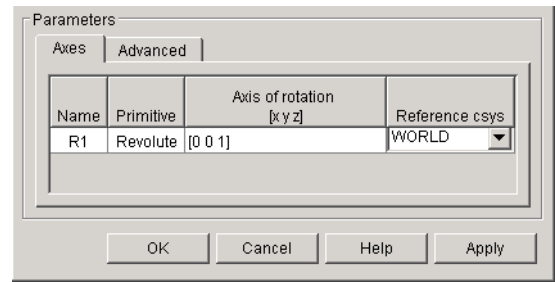 Parameters
Axes Advanced
Axis of rotation
Name Primitive [x y z] Reference csys
R1 Revolute [0 0 1] WORLD
OK Cancel Help Apply